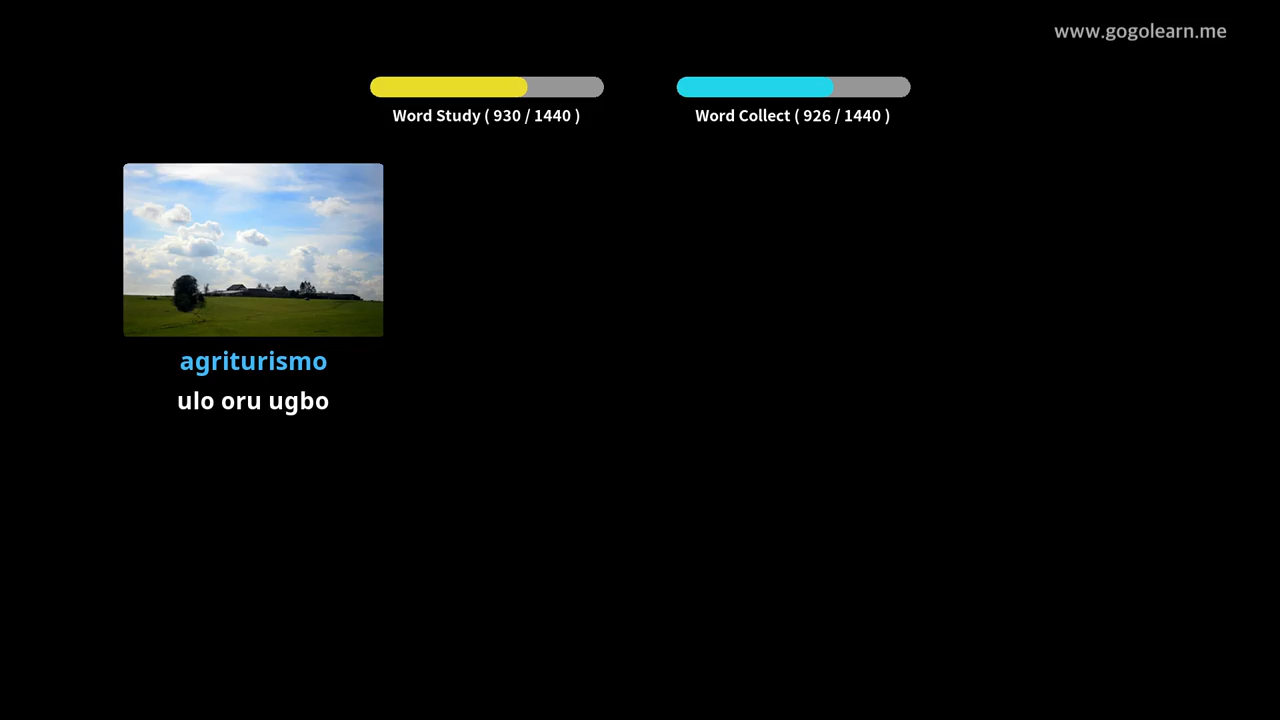 www.gogolearn.me
Word Study ( 930 / 1440 )
Word Collect ( 926 / 1440 )
agriturismo
ulo oru ugbo